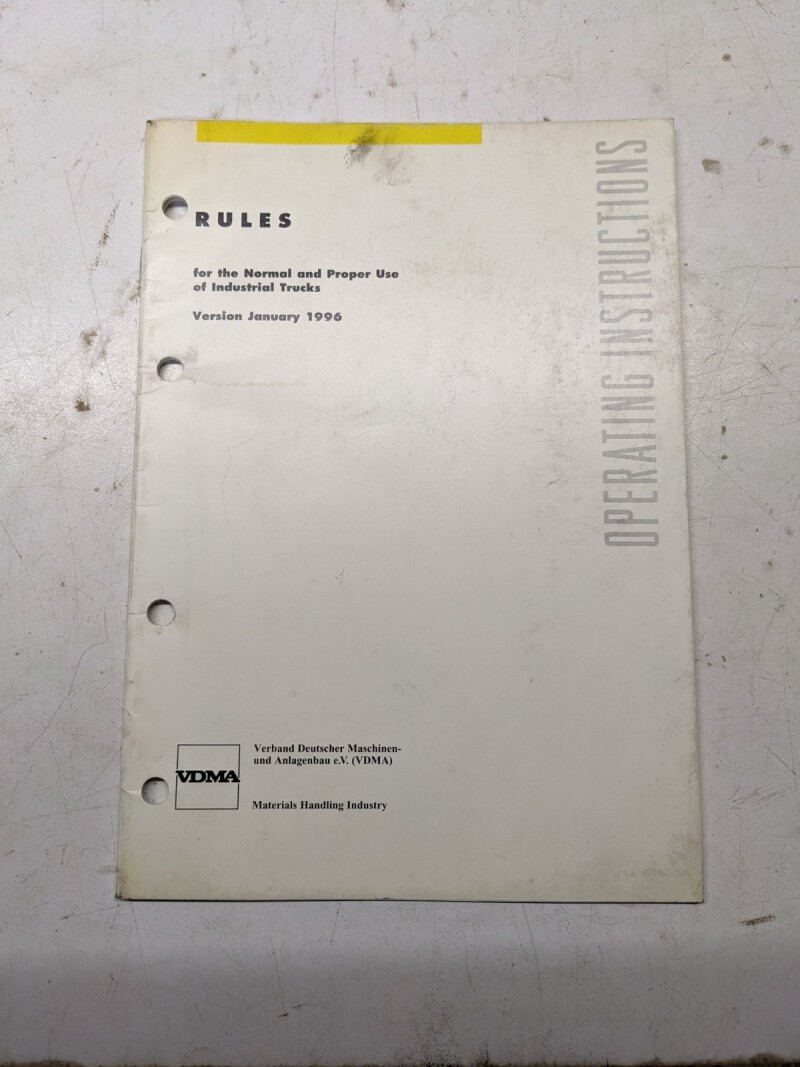 RULES
for the Normal and Proper Use
of Industrial Trucks
Version January 1996
OPERATING INSTRUCTIONS
VDMA
Verband Deutscher Maschinen-
und Anlagenbau e.V. (VDMA)
Materials Handling Industry